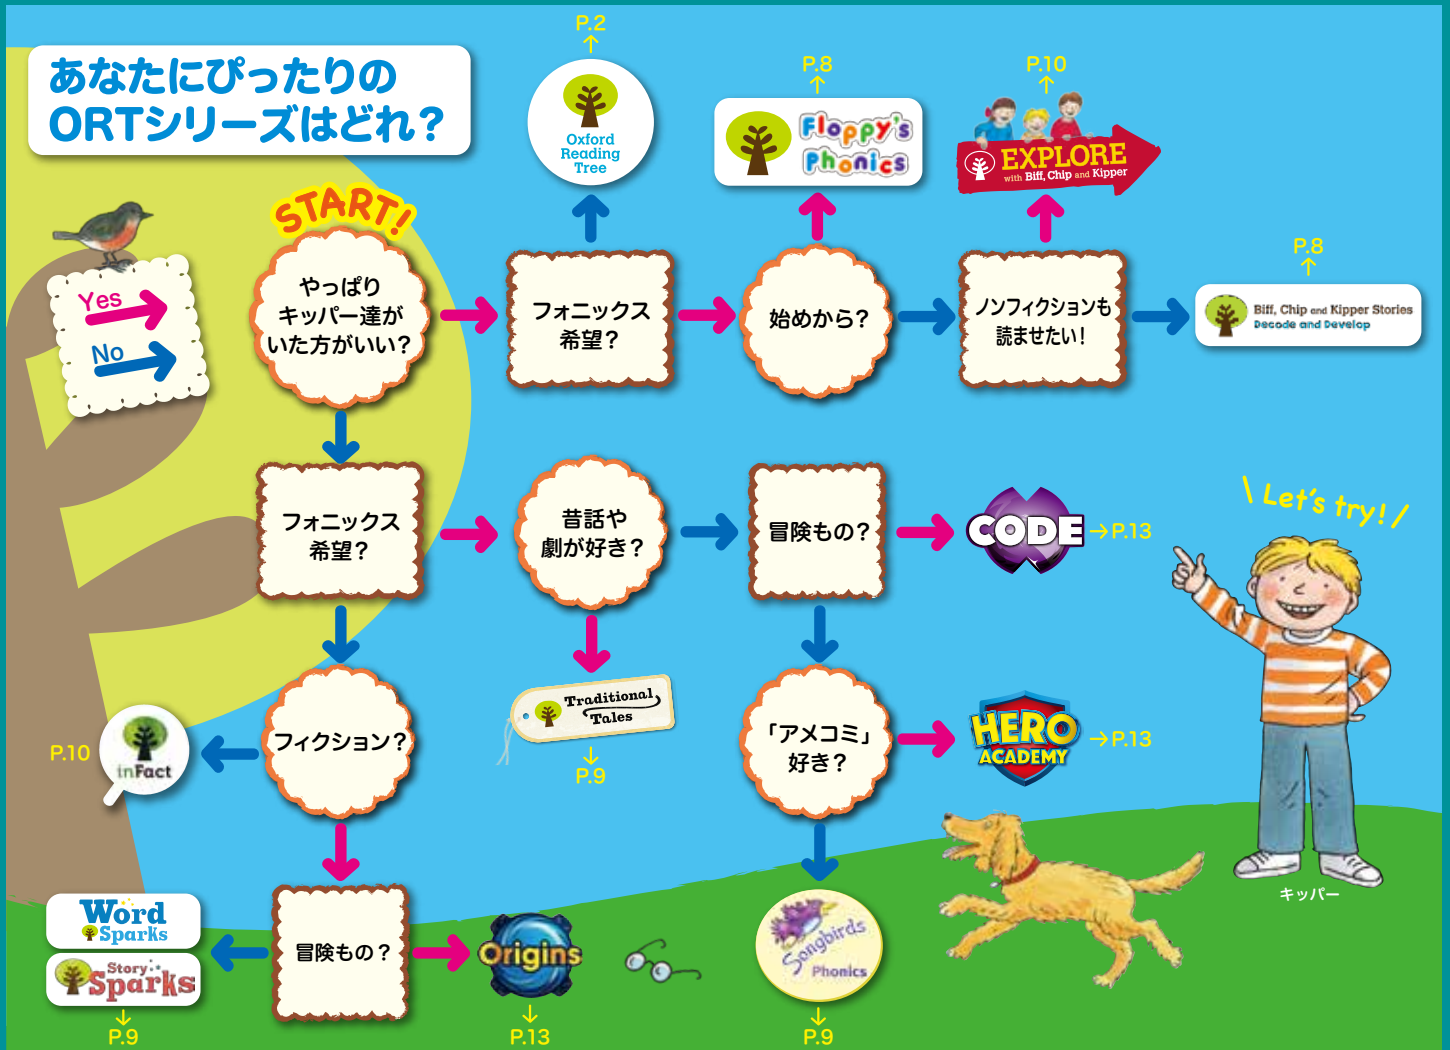 あなたにぴったりの
ORTシリーズはどれ？
P.2
↑
Oxford
Reading
Tree
P.8
↑
Floppy's
Phonics
P.10
↑
EXPLORE
with Biff, Chip and Kipper
START!
Yes
No
やっぱり
キッパー達が
いた方がいい？
フォニックス
希望？
始めから？
ノンフィクションも
読ませたい！
P.8
↑
Biff, Chip and Kipper Stories
Decode and Develop
フォニックス
希望？
昔話や
劇が好き？
冒険もの？
CODE
→P.13
\ Let's try! /
フィクション？
P.10
inFact
Traditional
Tales
↓
P.9
「アメコミ」
好き？
HERO
ACADEMY
→P.13
キッパー
Word
Sparks
Story
Sparks
↓
P.9
冒険もの？
Origins
↓
P.13
Songbirds
Phonics
↓
P.9